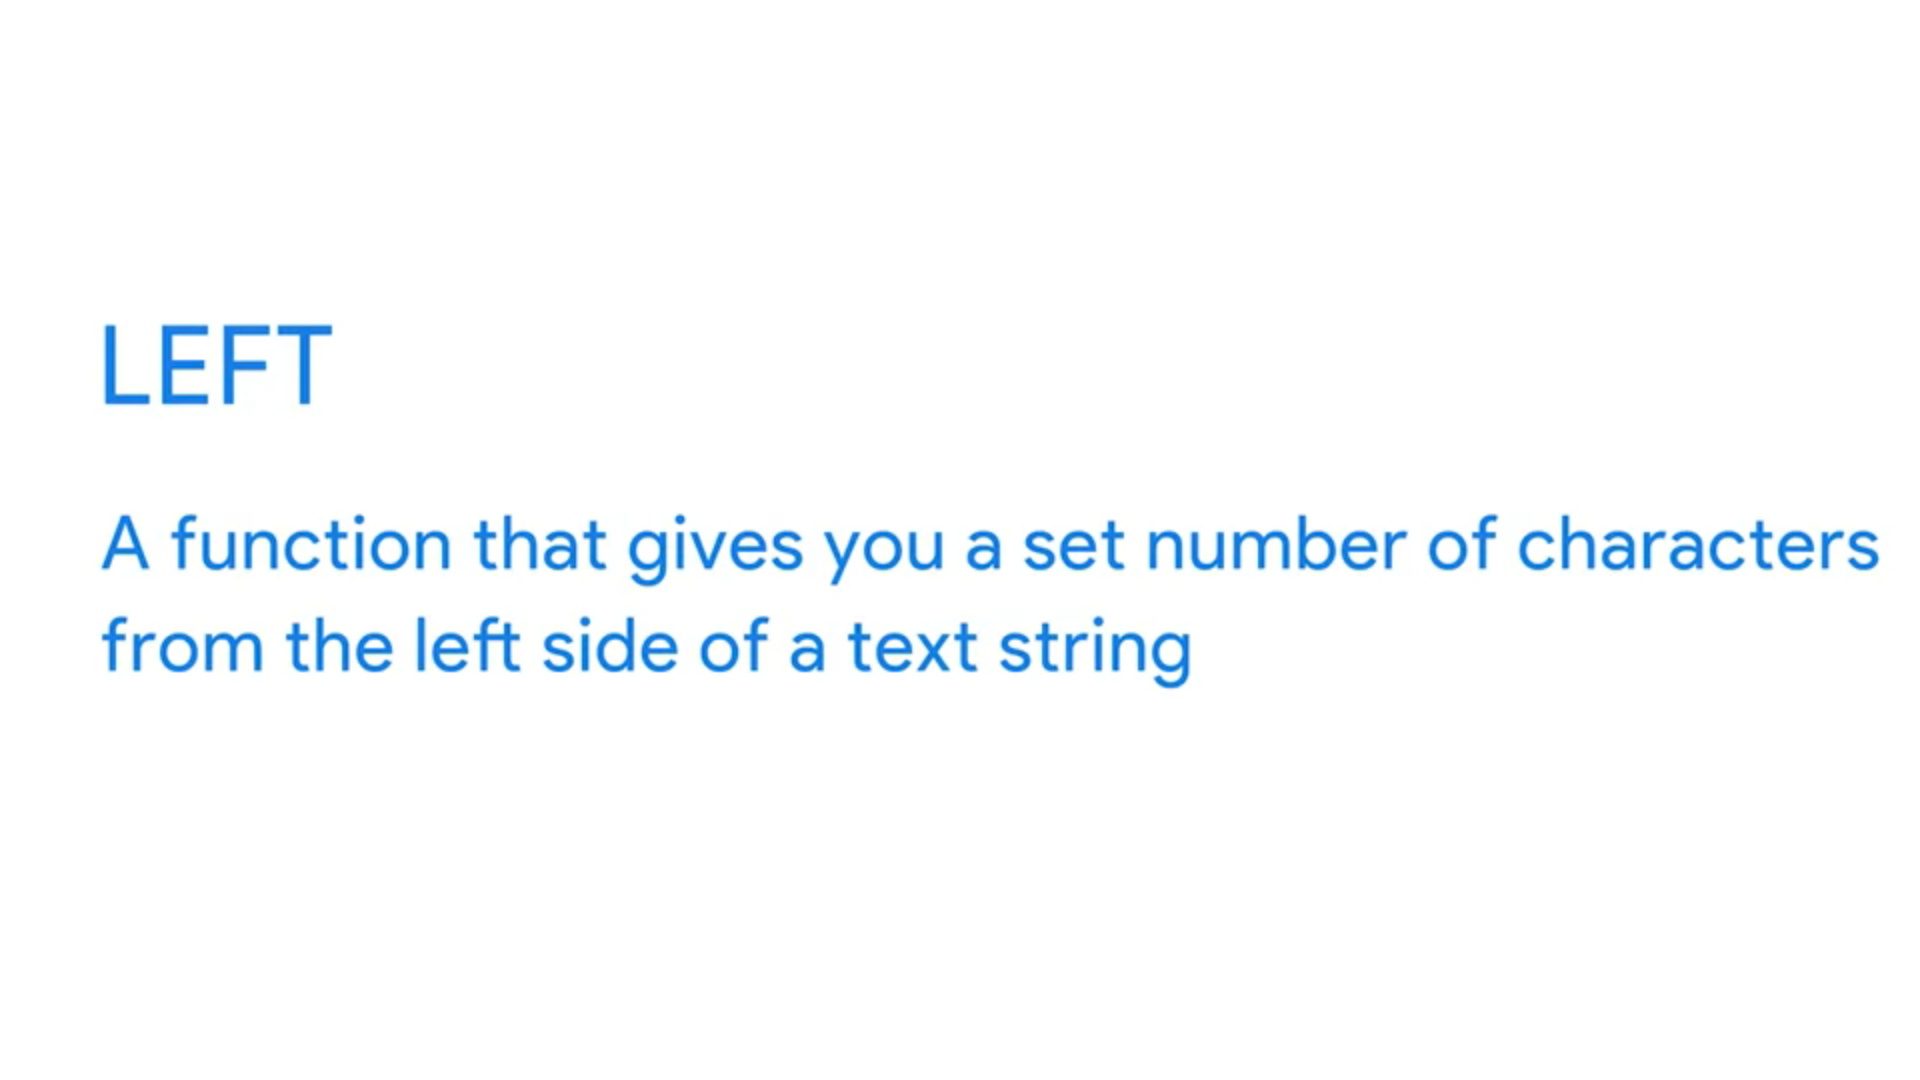 LEFT
A function that gives you a set number of characters
from the left side of a text string